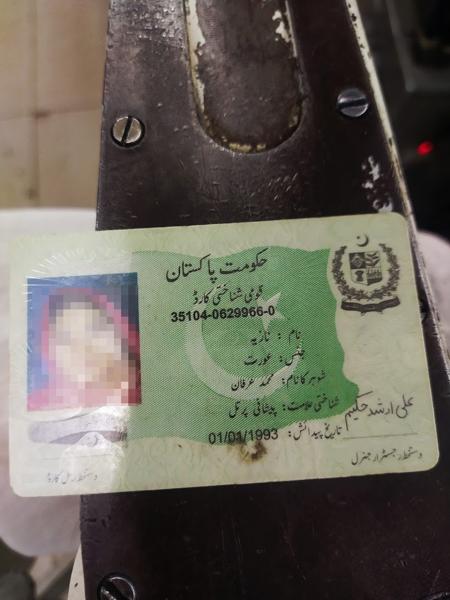 حکومت پاکستان
قومی شناختی کارڈ
35104-0629966-0
نام : نازیہ
جنس: عورت
شوہر کا نام: محمد عرفان
شناختی علامت: پیشانی پر تل
تاریخ پیدائش: 01/01/1993
علی ارشد حکیم
دستخط رجسٹرار جنرل
دستخط حامل کارڈ